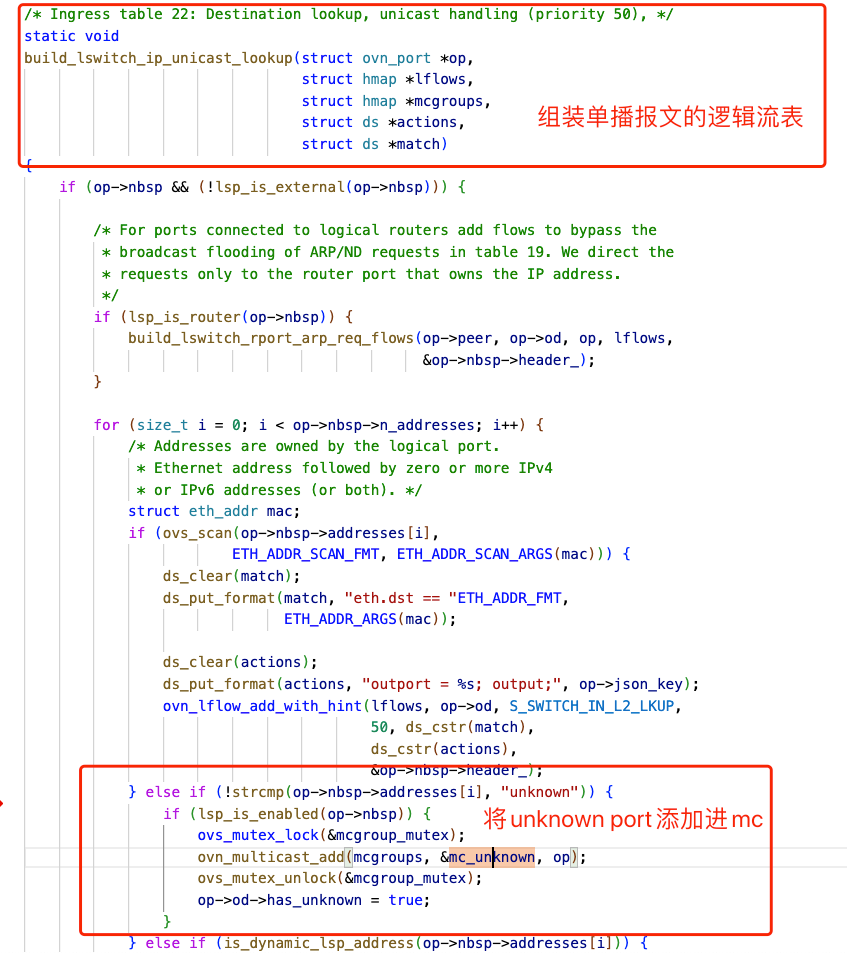 /* Ingress table 22: Destination lookup, unicast handling (priority 50), */
static void
build_lswitch_ip_unicast_lookup(struct ovn_port *op,
struct hmap *lflows,
struct hmap *mcgroups,
struct ds *actions,
组装单播报文的逻辑流表
struct ds *match)
{
if (op->nbsp && (!lsp_is_external(op->nbsp))) {
/* For ports connected to logical routers add flows to bypass the
* broadcast flooding of ARP/ND requests in table 19. We direct the
* requests only to the router port that owns the IP address.
*/
if (lsp_is_router(op->nbsp)) {
build_lswitch_rport_arp_req_flows(op->peer, op->od, op, lflows,
&op->nbsp->header_);
}
for (size_t i = 0; i < op->nbsp->n_addresses; i++) {
/* Addresses are owned by the logical port.
* Ethernet address followed by zero or more IPv4
* or IPv6 addresses (or both). */
struct eth_addr mac;
if (ovs_scan(op->nbsp->addresses[i],
ETH_ADDR_SCAN_FMT, ETH_ADDR_SCAN_ARGS(mac))) {
ds_clear(match);
ds_put_format(match, "eth.dst == "ETH_ADDR_FMT,
ETH_ADDR_ARGS(mac));
ds_clear(actions);
ds_put_format(actions, "outport = %s; output;", op->json_key);
ovn_lflow_add_with_hint(lflows, op->od, S_SWITCH_IN_L2_LKUP,
50, ds_cstr(match),
ds_cstr(actions),
&op->nbsp->header_);
} else if (!strcmp(op->nbsp->addresses[i], "unknown")) {
if (lsp_is_enabled(op->nbsp)) {
将unknown port添加进mc
ovs_mutex_lock(&mcgroup_mutex);
ovn_multicast_add(mcgroups, &mc_unknown, op);
ovs_mutex_unlock(&mcgroup_mutex);
op->od->has_unknown = true;
}
} else if (is_dynamic_lsp_address(op->nbsp->addresses[i])) {